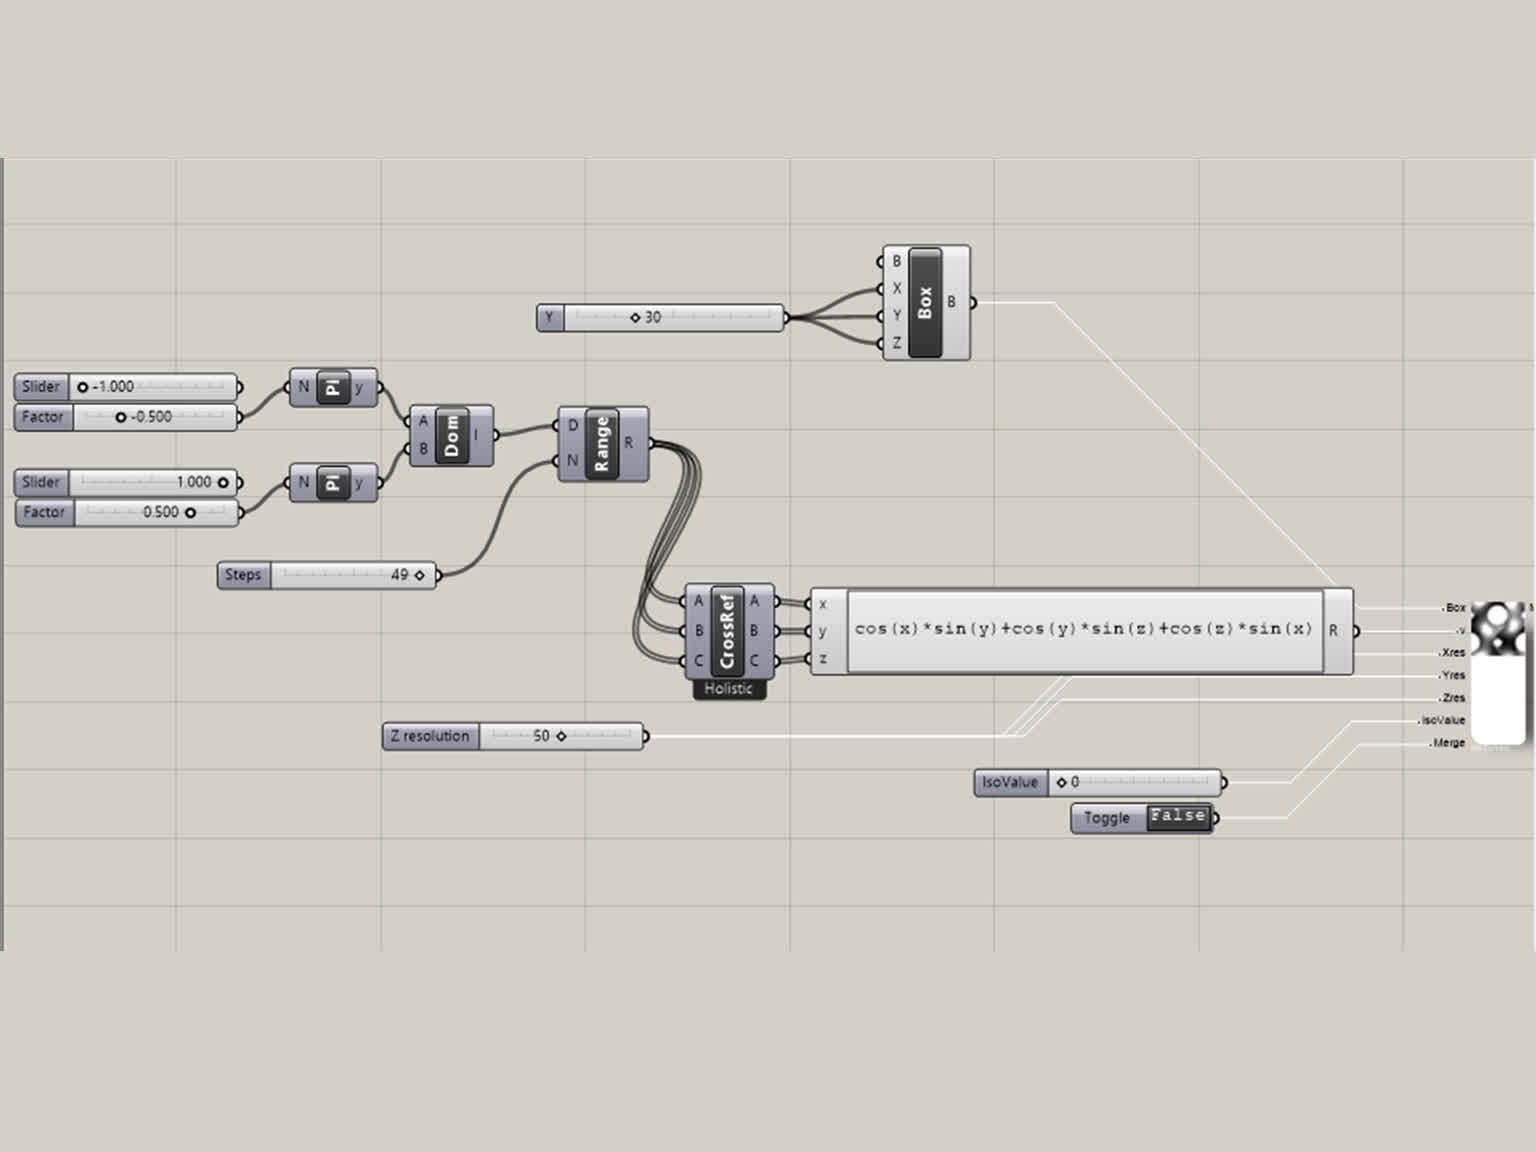 B
X
Y
Z
Box
B
Y
30
Slider
-1.000
Factor
-0.500
N
Pi
y
A
B
Dom
I
D
N
Range
R
Slider
1.000
Factor
0.500
N
Pi
y
Steps
49
A
B
C
CrossRef
A
B
C
Holistic
x
y
z
cos(x)*sin(y)+cos(y)*sin(z)+cos(z)*sin(x)
R
Box
v
Xres
Yres
Zres
IsoValue
Merge
Z resolution
50
IsoValue
0
Toggle
False